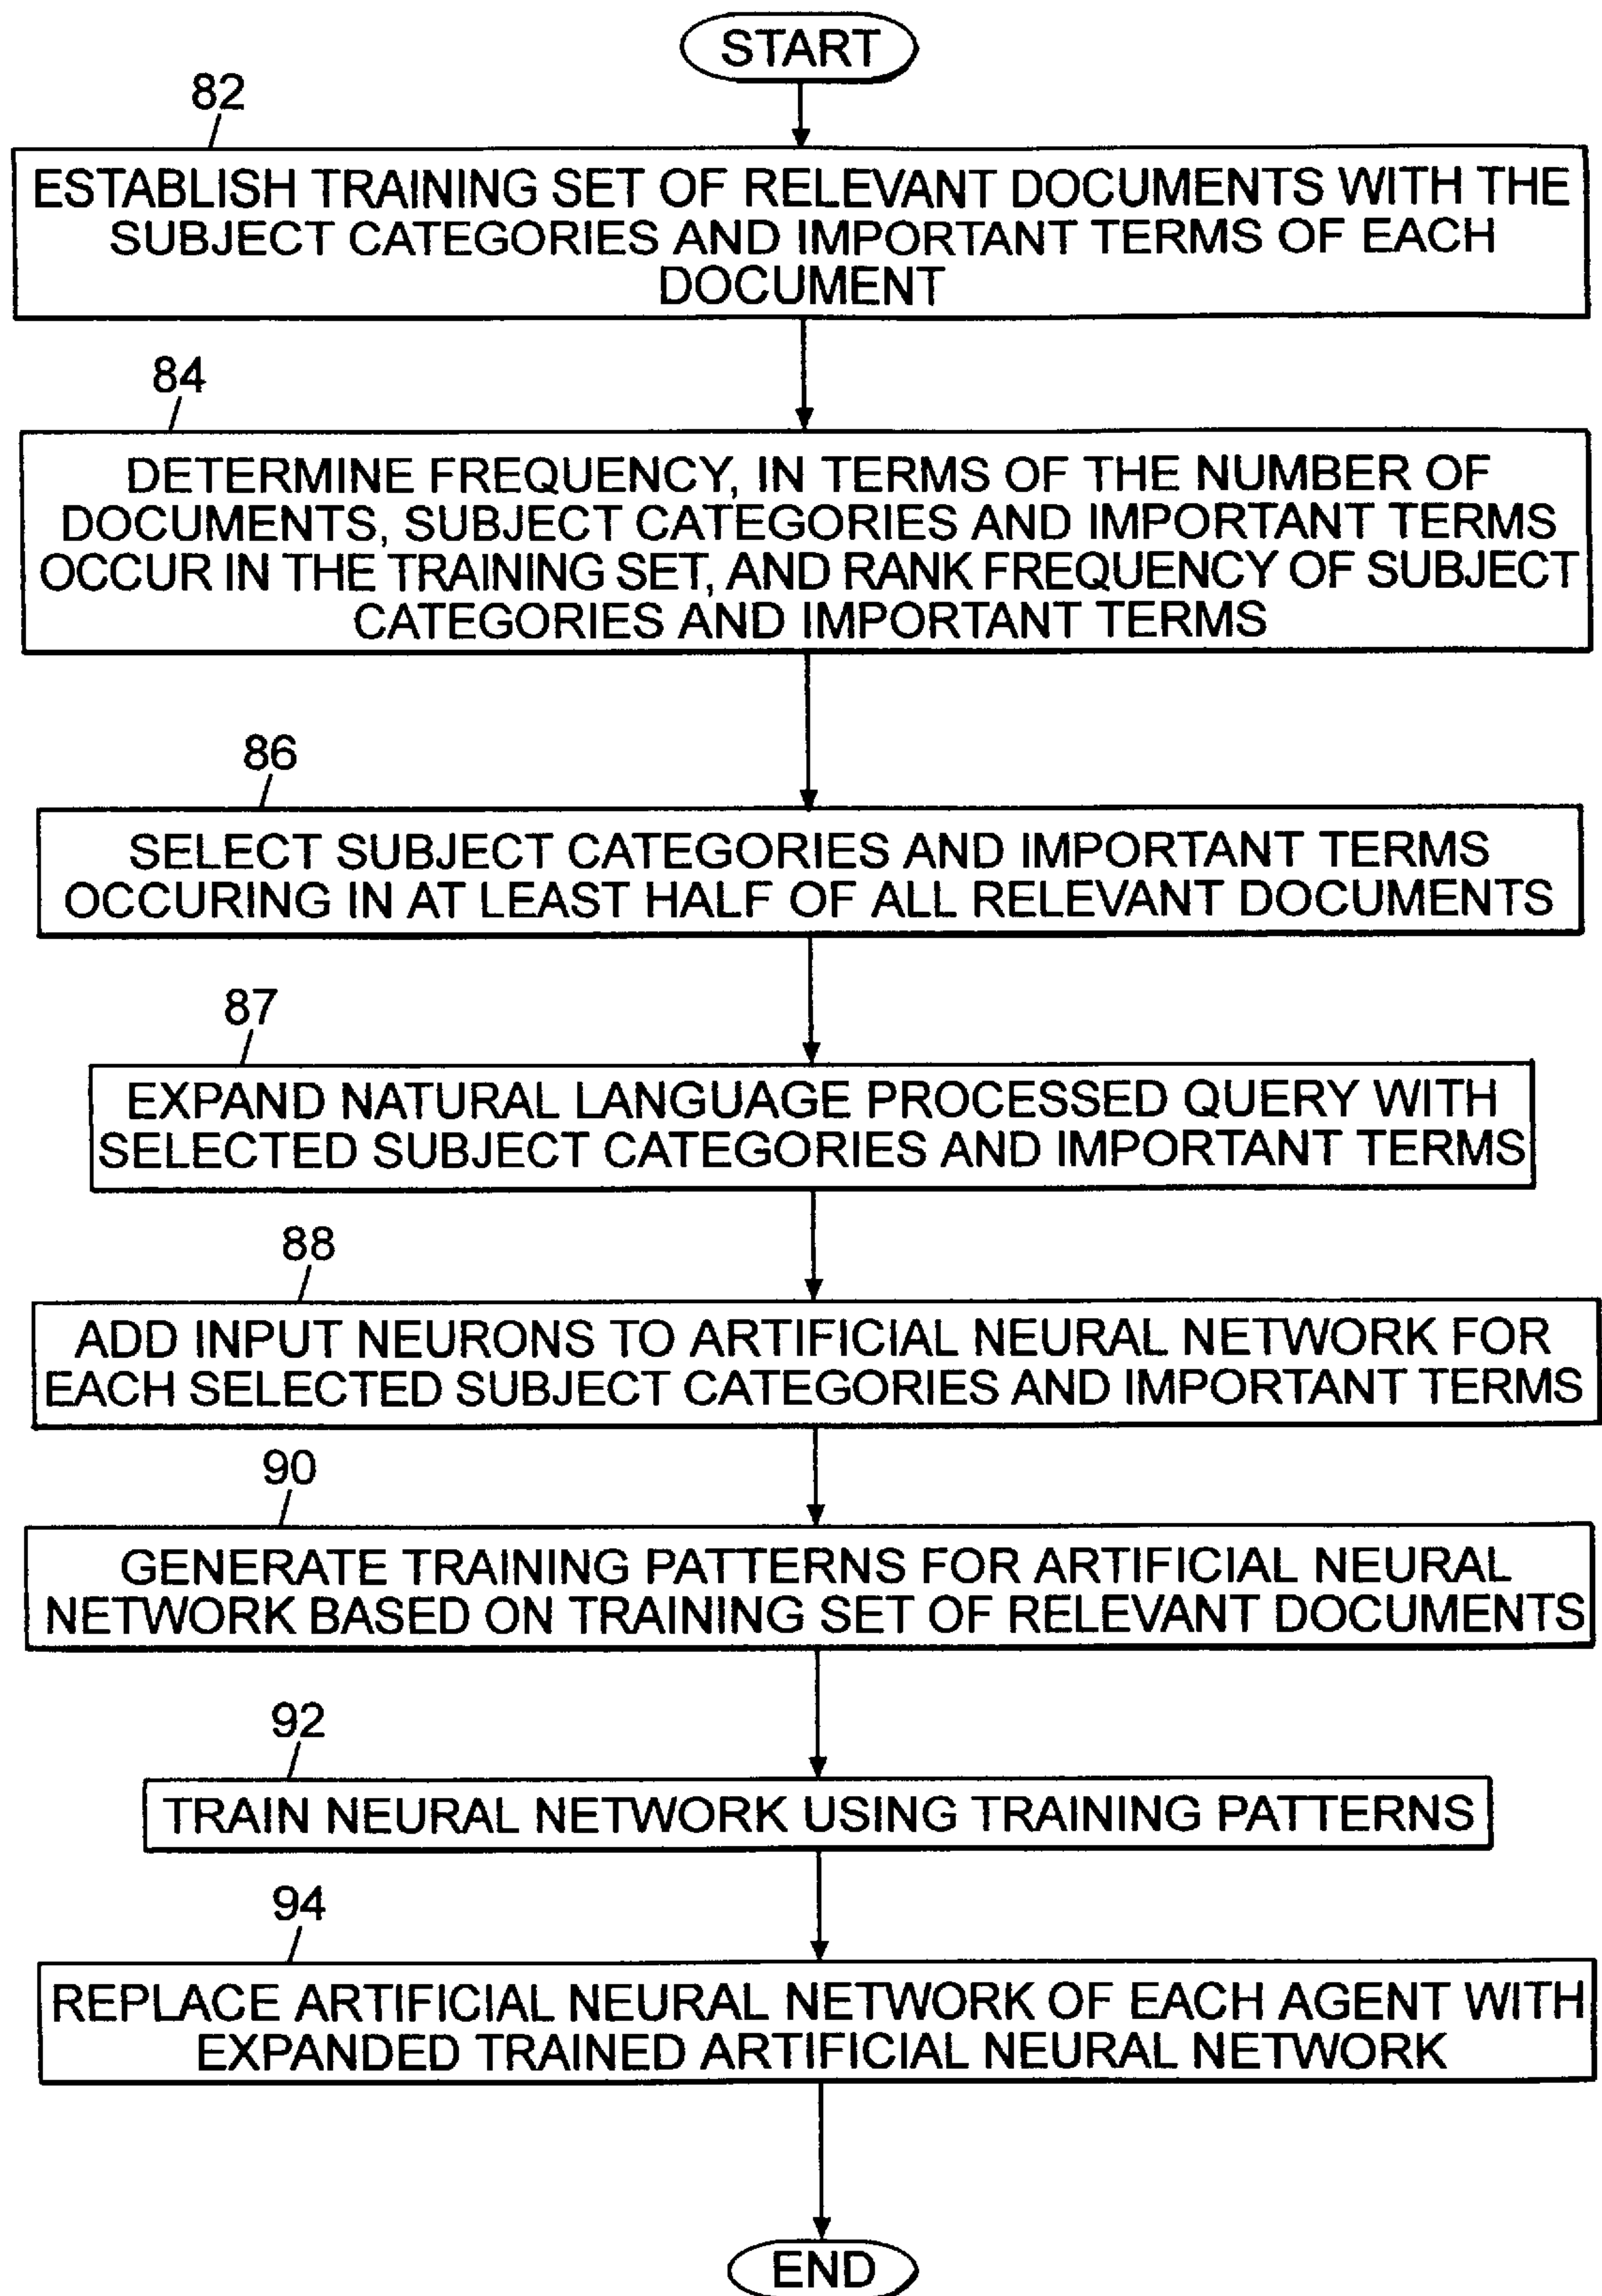 START
82
ESTABLISH TRAINING SET OF RELEVANT DOCUMENTS WITH THE
SUBJECT CATEGORIES AND IMPORTANT TERMS OF EACH
DOCUMENT
84
DETERMINE FREQUENCY, IN TERMS OF THE NUMBER OF
DOCUMENTS, SUBJECT CATEGORIES AND IMPORTANT TERMS
OCCUR IN THE TRAINING SET, AND RANK FREQUENCY OF SUBJECT
CATEGORIES AND IMPORTANT TERMS
86
SELECT SUBJECT CATEGORIES AND IMPORTANT TERMS
OCCURING IN AT LEAST HALF OF ALL RELEVANT DOCUMENTS
87
EXPAND NATURAL LANGUAGE PROCESSED QUERY WITH
SELECTED SUBJECT CATEGORIES AND IMPORTANT TERMS
88
ADD INPUT NEURONS TO ARTIFICIAL NEURAL NETWORK FOR
EACH SELECTED SUBJECT CATEGORIES AND IMPORTANT TERMS
90
GENERATE TRAINING PATTERNS FOR ARTIFICIAL NEURAL
NETWORK BASED ON TRAINING SET OF RELEVANT DOCUMENTS
92
TRAIN NEURAL NETWORK USING TRAINING PATTERNS
94
REPLACE ARTIFICIAL NEURAL NETWORK OF EACH AGENT WITH
EXPANDED TRAINED ARTIFICIAL NEURAL NETWORK
END